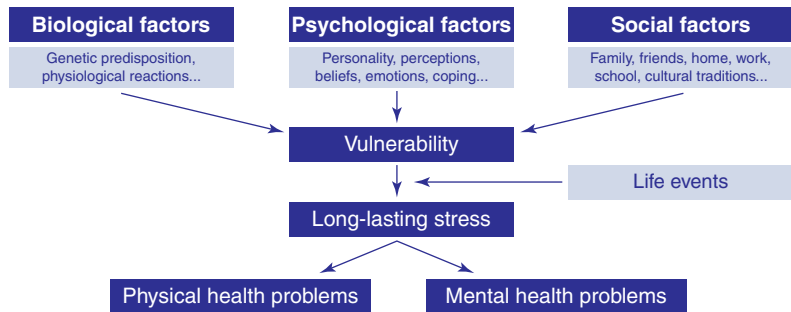 Biological factors
Psychological factors
Social factors
Genetic predisposition,
physiological reactions...
Personality, perceptions,
beliefs, emotions, coping...
Family, friends, home, work,
school, cultural traditions...
Vulnerability
Life events
Long-lasting stress
Physical health problems
Mental health problems